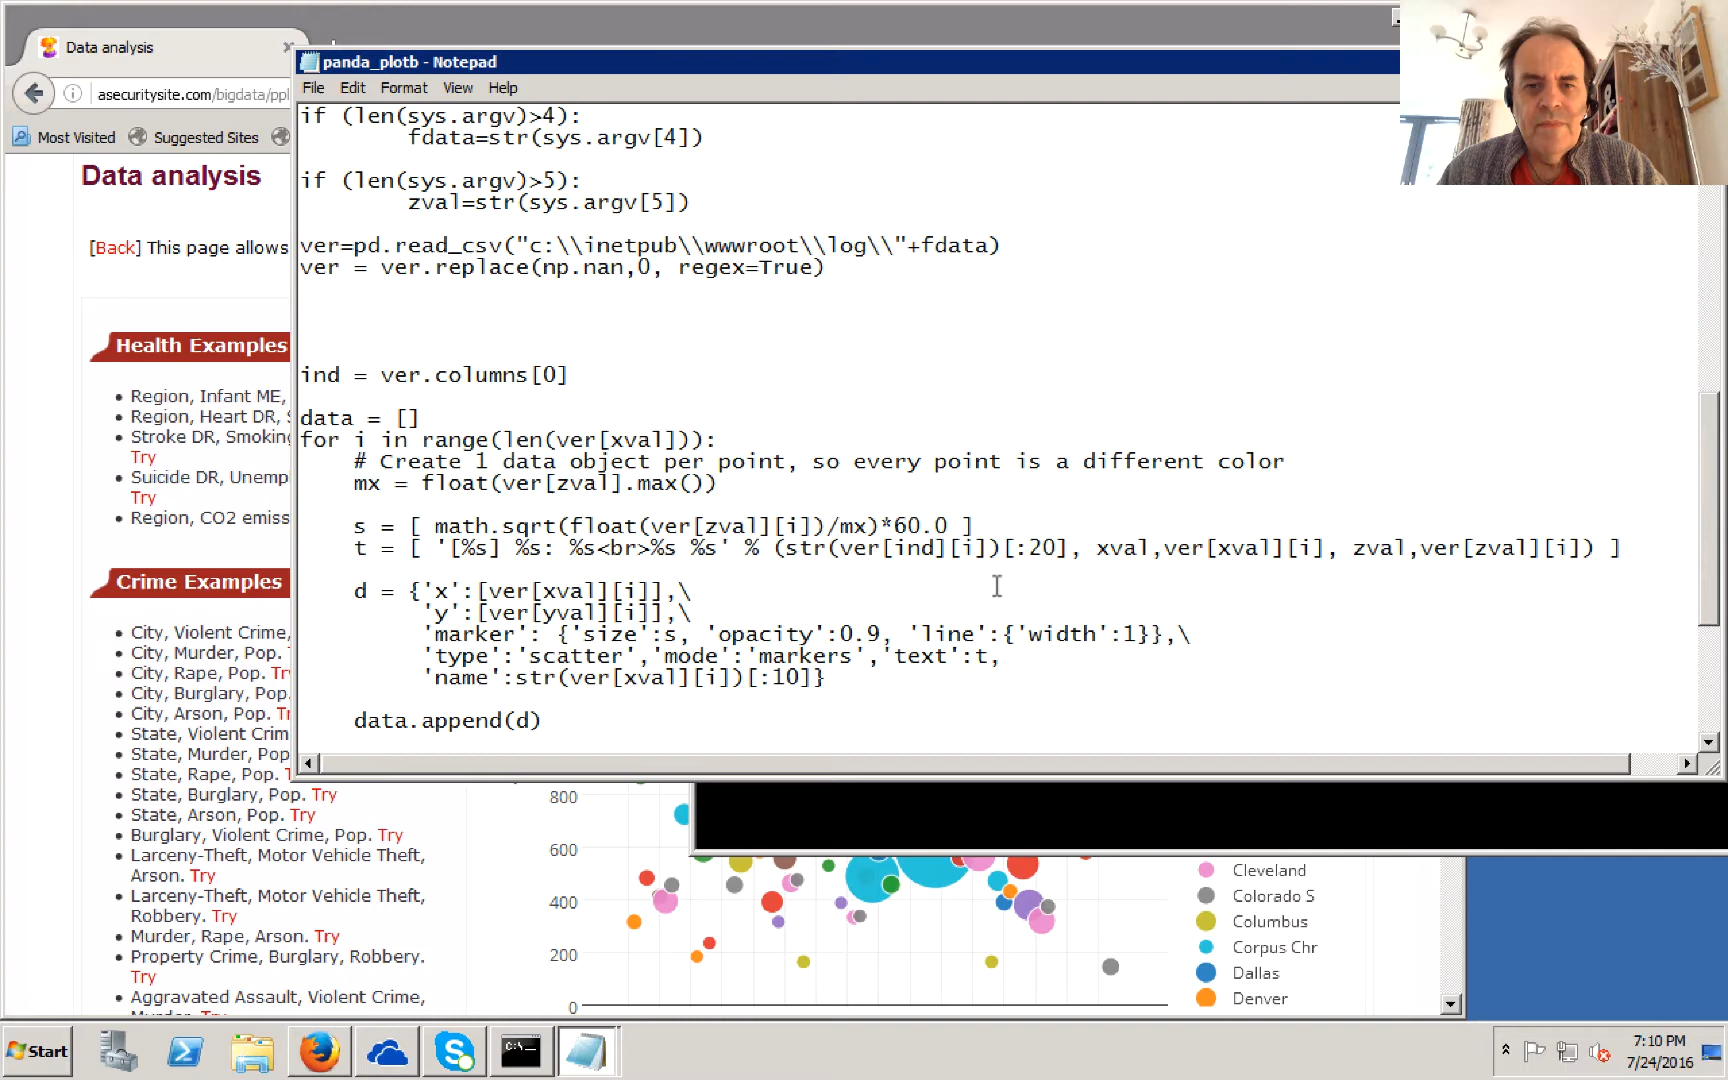 Data analysis
panda_plotb - Notepad
asecuritysite.com/bigdata/ppl
File Edit Format View Help
Most Visited Suggested Sites
if (len(sys.argv)>4):
fdata=str(sys.argv[4])
if (len(sys.argv)>5):
zval=str(sys.argv[5])
ver=pd.read_csv("c:\\inetpub\\wwwroot\\log\\"+fdata)
ver = ver.replace(np.nan,0, regex=True)
ind = ver.columns[0]
data = []
for i in range(len(ver[xval])):
# Create 1 data object per point, so every point is a different color
mx = float(ver[zval].max())
s = [ math.sqrt(float(ver[zval][i])/mx)*60.0 ]
t = [ '[%s] %s: %s<br>%s %s' % (str(ver[ind][i])[:20], xval,ver[xval][i], zval,ver[zval][i]) ]
d = {'x':[ver[xval][i]],\
'y':[ver[yval][i]],\
'marker': {'size':s, 'opacity':0.9, 'line':{'width':1}},\
'type':'scatter','mode':'markers','text':t,
'name':str(ver[xval][i])[:10]}
data.append(d)
Data analysis
[Back] This page allows
Health Examples
Region, Infant ME,
Region, Heart DR,
Stroke DR, Smoking
Try
Suicide DR, Unemp
Try
Region, CO2 emiss
Crime Examples
City, Violent Crime,
City, Murder, Pop.
City, Rape, Pop.
City, Burglary, Pop.
City, Arson, Pop.
State, Violent Crim
State, Murder, Pop
State, Rape, Pop.
State, Burglary, Pop. Try
State, Arson, Pop. Try
Burglary, Violent Crime, Pop. Try
Larceny-Theft, Motor Vehicle Theft,
Arson. Try
Larceny-Theft, Motor Vehicle Theft,
Robbery. Try
Murder, Rape, Arson. Try
Property Crime, Burglary, Robbery.
Try
Aggravated Assault, Violent Crime,
800
600
400
200
0
Cleveland
Colorado S
Columbus
Corpus Chr
Dallas
Denver
Start
7:10 PM
7/24/2016